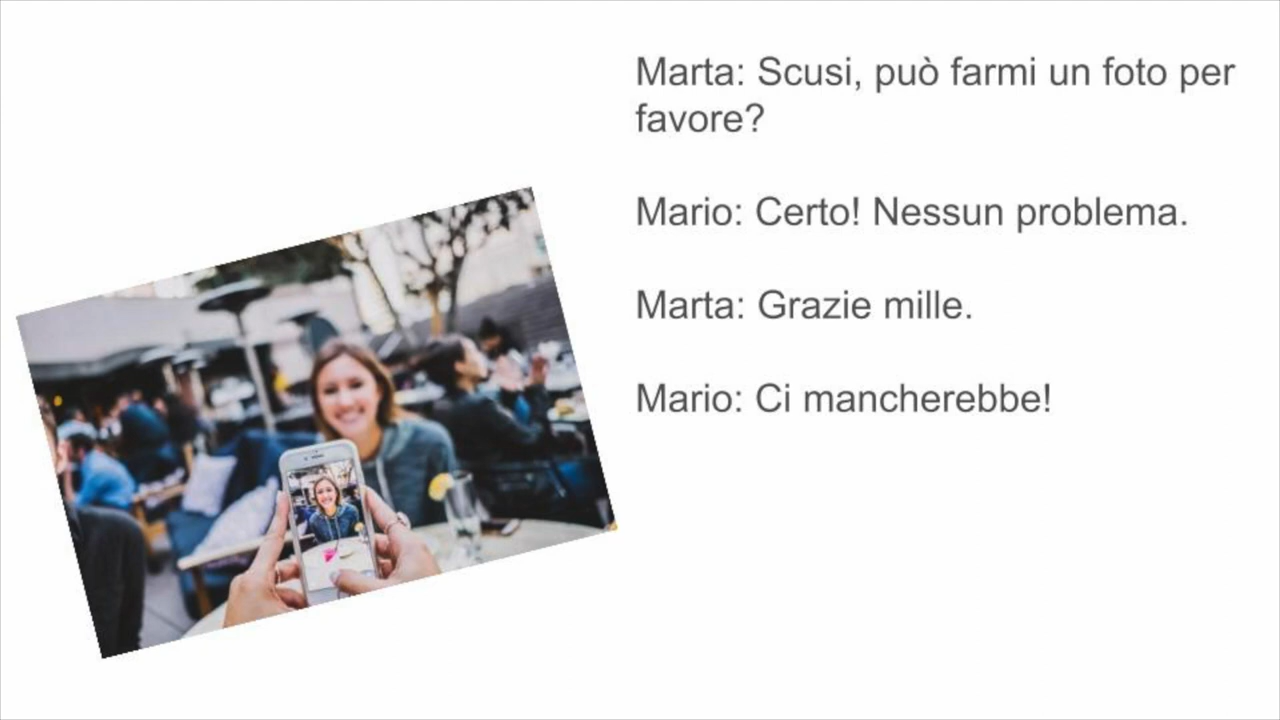 Marta: Scusi, può farmi un foto per
favore?
Mario: Certo! Nessun problema.
Marta: Grazie mille.
Mario: Ci mancherebbe!